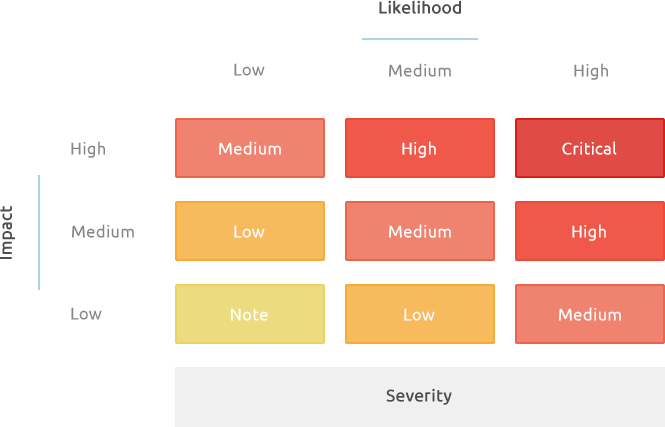 Likelihood
Low Medium High
High Medium High Critical
Impact
Medium Low Medium High
Low Note Low Medium
Severity